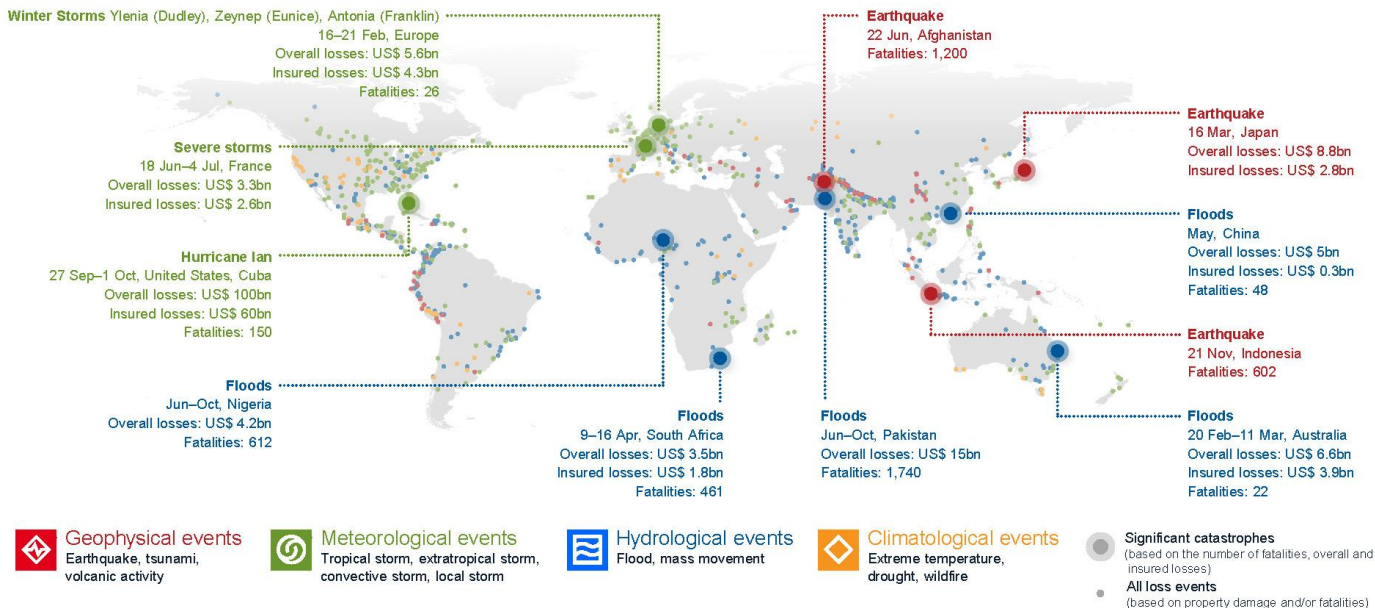 Winter Storms Ylenia (Dudley), Zeynep (Eunice), Antonia (Franklin)
16–21 Feb, Europe
Overall losses: US$ 5.6bn
Insured losses: US$ 4.3bn
Fatalities: 26
Earthquake
22 Jun, Afghanistan
Fatalities: 1,200
Severe storms
18 Jun–4 Jul, France
Overall losses: US$ 3.3bn
Insured losses: US$ 2.6bn
Earthquake
16 Mar, Japan
Overall losses: US$ 8.8bn
Insured losses: US$ 2.8bn
Hurricane Ian
27 Sep–1 Oct, United States, Cuba
Overall losses: US$ 100bn
Insured losses: US$ 60bn
Fatalities: 150
Floods
May, China
Overall losses: US$ 5bn
Insured losses: US$ 0.3bn
Fatalities: 48
Earthquake
21 Nov, Indonesia
Fatalities: 602
Floods
Jun–Oct, Nigeria
Overall losses: US$ 4.2bn
Fatalities: 612
Floods
9–16 Apr, South Africa
Overall losses: US$ 3.5bn
Insured losses: US$ 1.8bn
Fatalities: 461
Floods
Jun–Oct, Pakistan
Overall losses: US$ 15bn
Fatalities: 1,740
Floods
20 Feb–11 Mar, Australia
Overall losses: US$ 6.6bn
Insured losses: US$ 3.9bn
Fatalities: 22
Geophysical events
Earthquake, tsunami,
volcanic activity
Meteorological events
Tropical storm, extratropical storm,
convective storm, local storm
Hydrological events
Flood, mass movement
Climatological events
Extreme temperature,
drought, wildfire
Significant catastrophes
(based on the number of fatalities, overall and
insured losses)
All loss events
(based on property damage and/or fatalities)